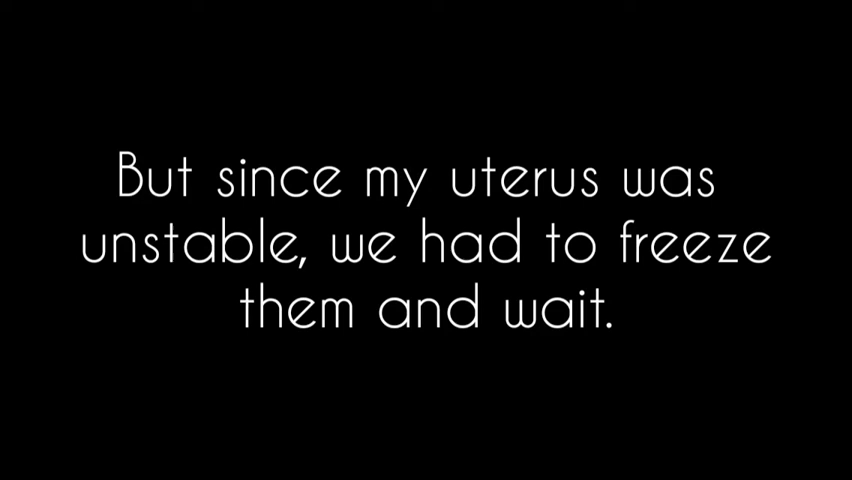 But since my uterus was
unstable, we had to freeze
them and wait.